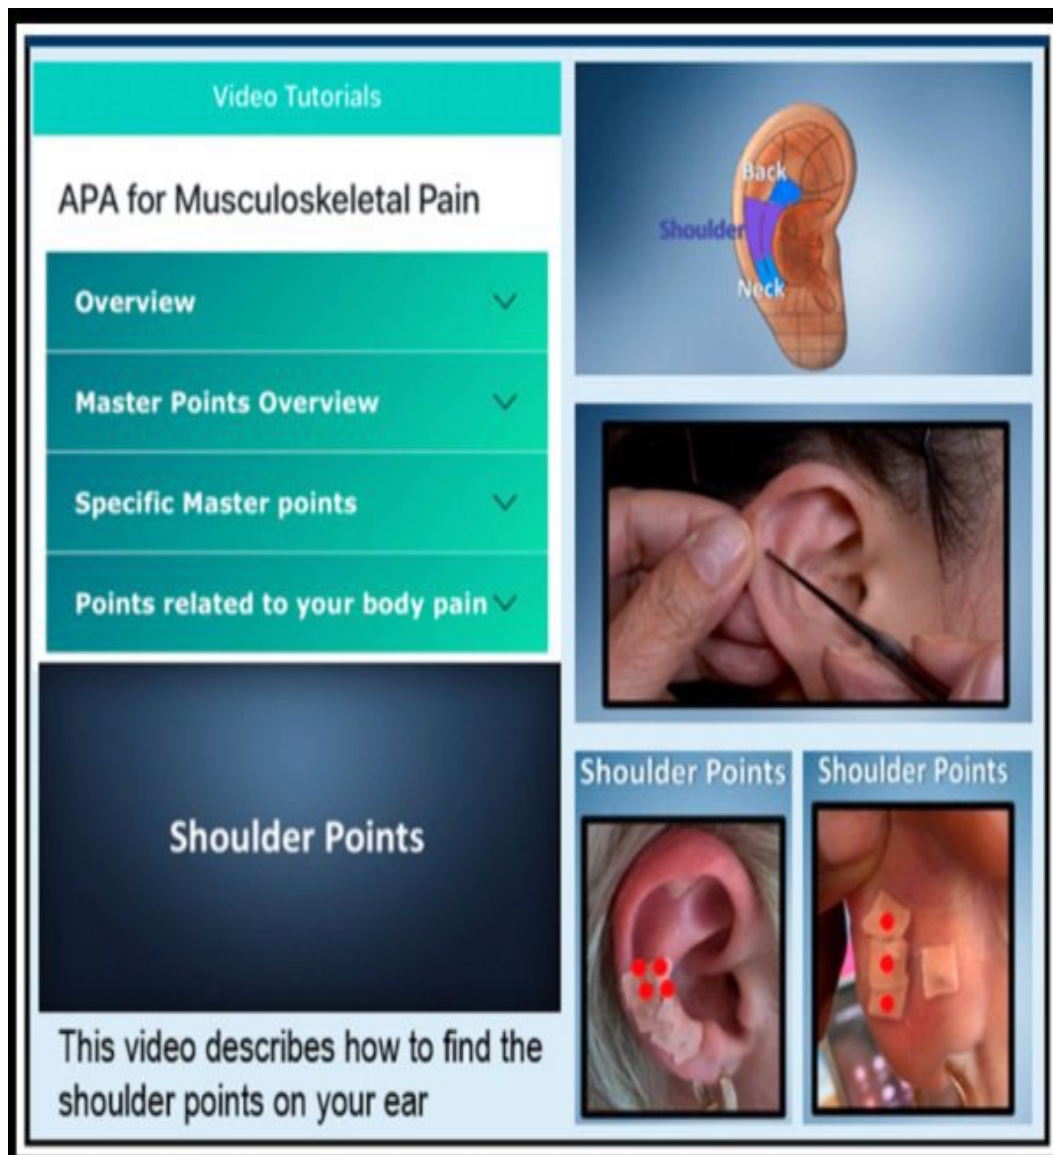 Video Tutorials
APA for Musculoskeletal Pain
Overview
Master Points Overview
Specific Master points
Points related to your body pain
Shoulder Points
This video describes how to find the
shoulder points on your ear
Back
Shoulder
Neck
Shoulder Points
Shoulder Points